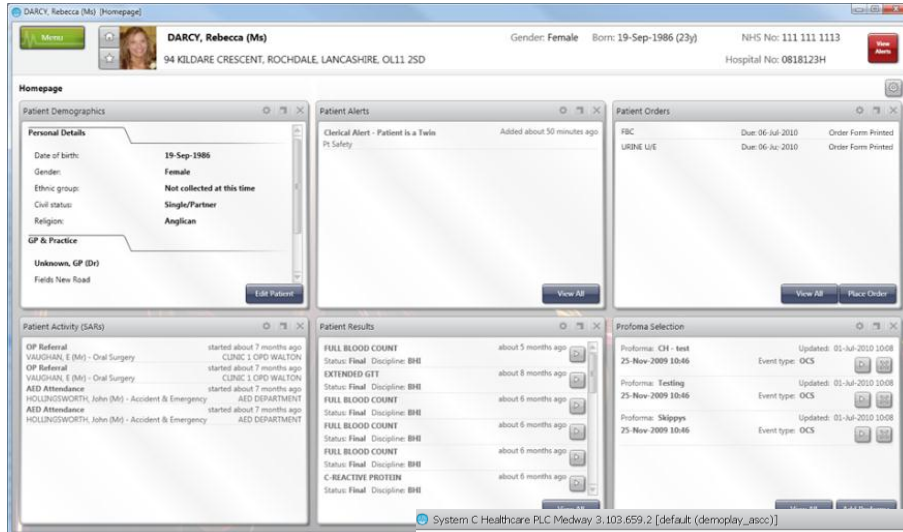 DARCY, Rebecca (Ms) [Homepage]
Menu
DARCY, Rebecca (Ms)
Gender: Female Born: 19-Sep-1986 (23y) NHS No: 111 111 1113
94 KILDARE CRESCENT, ROCHDALE, LANCASHIRE, OL11 2SD
Hospital No: 0818123H
View Alerts
Homepage
Patient Demographics
Personal Details
Date of birth: 19-Sep-1986
Gender: Female
Ethnic group: Not collected at this time
Civil status: Single/Partner
Religion: Anglican
GP & Practice
Unknown, GP (Dr)
Fields New Road
Edit Patient
Patient Alerts
Clerical Alert - Patient is a Twin Added about 50 minutes ago
Pt Safety
View All
Patient Orders
FBC Due: 06-Jul-2010 Order Form Printed
URINE U/E Due: 06-Jul-2010 Order Form Printed
View All Place Order
Patient Activity (SARs)
OP Referral started about 7 months ago
VAUGHAN, E (Mr) - Oral Surgery CLINIC 1 OPD WALTON
OP Referral started about 7 months ago
VAUGHAN, E (Mr) - Oral Surgery CLINIC 1 OPD WALTON
AED Attendance started about 7 months ago
HOLLINGSWORTH, John (Mr) - Accident & Emergency AED DEPARTMENT
AED Attendance started about 7 months ago
HOLLINGSWORTH, John (Mr) - Accident & Emergency AED DEPARTMENT
Patient Results
FULL BLOOD COUNT about 5 months ago
Status: Final Discipline: BHI
EXTENDED GTT about 8 months ago
Status: Final Discipline: BHI
FULL BLOOD COUNT about 6 months ago
Status: Final Discipline: BHI
FULL BLOOD COUNT about 6 months ago
Status: Final Discipline: BHI
FULL BLOOD COUNT about 6 months ago
Status: Final Discipline: BHI
C-REACTIVE PROTEIN about 6 months ago
Status: Final Discipline: BHI
Profoma Selection
Proforma: CH - test Updated: 01-Jul-2010 10:08
25-Nov-2009 10:46 Event type: OCS
Proforma: Testing Updated: 01-Jul-2010 10:08
25-Nov-2009 10:46 Event type: OCS
Proforma: Skippys Updated: 01-Jul-2010 10:08
25-Nov-2009 10:46 Event type: OCS
System C Healthcare PLC Medway 3.103.659.2 [default (demoplay_ascc)]